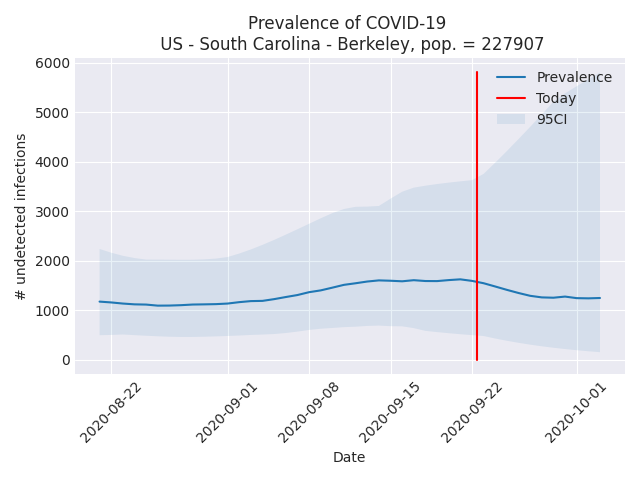 Prevalence of COVID-19
US - South Carolina - Berkeley, pop. = 227907
6000
5000
4000
3000
2000
1000
0
# undetected infections
Prevalence
Today
95CI
2020-08-22
2020-09-01
2020-09-08
2020-09-15
2020-09-22
2020-10-01
Date